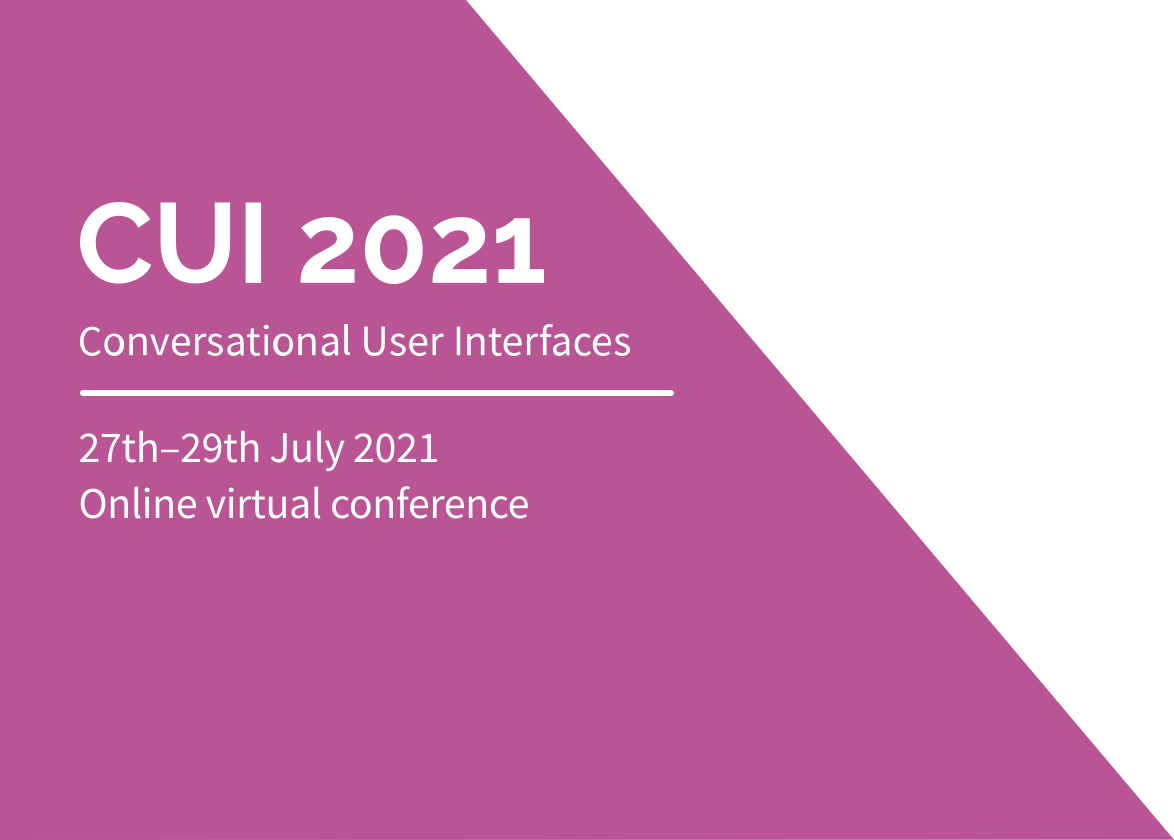 CUI 2021
Conversational User Interfaces
27th–29th July 2021
Online virtual conference